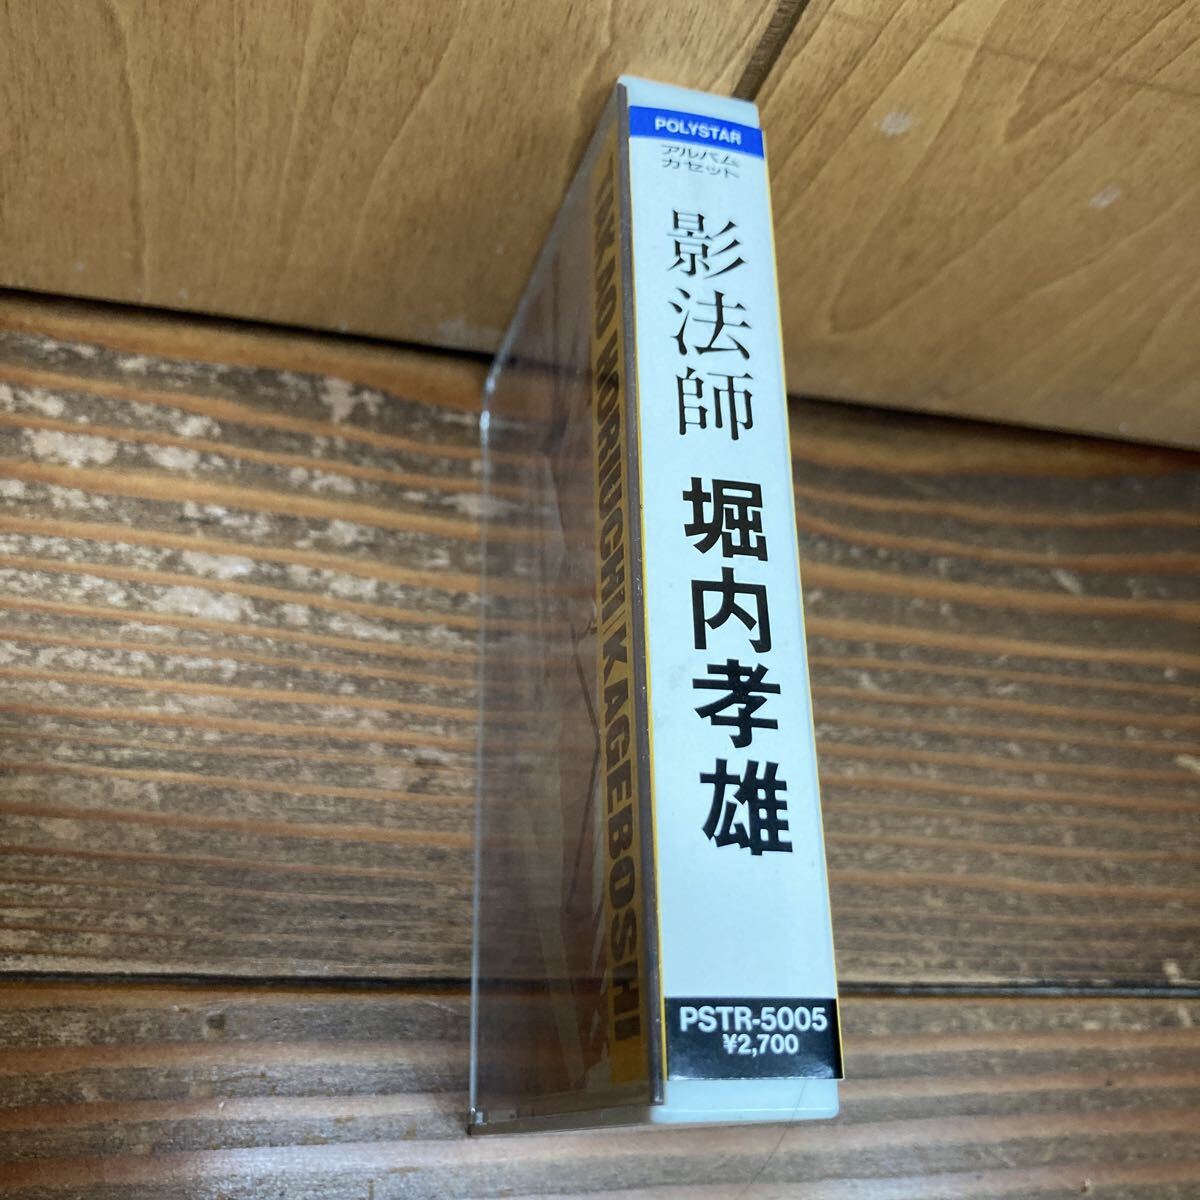 POLYSTAR
アルバム
カセット
影法師 堀内孝雄
PSTR-5005
¥2,700
TAKAO HORIUCHI / KAGEBOSHI